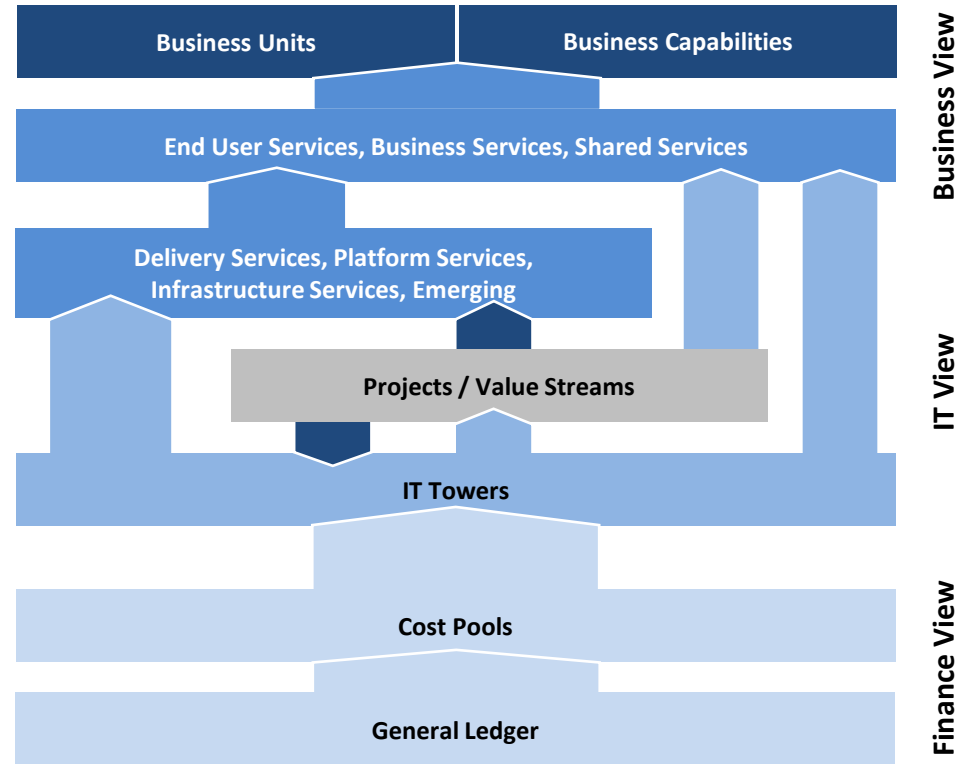 Business Units
Business Capabilities
Business View
End User Services, Business Services, Shared Services
Delivery Services, Platform Services,
Infrastructure Services, Emerging
Projects / Value Streams
IT View
IT Towers
Cost Pools
Finance View
General Ledger